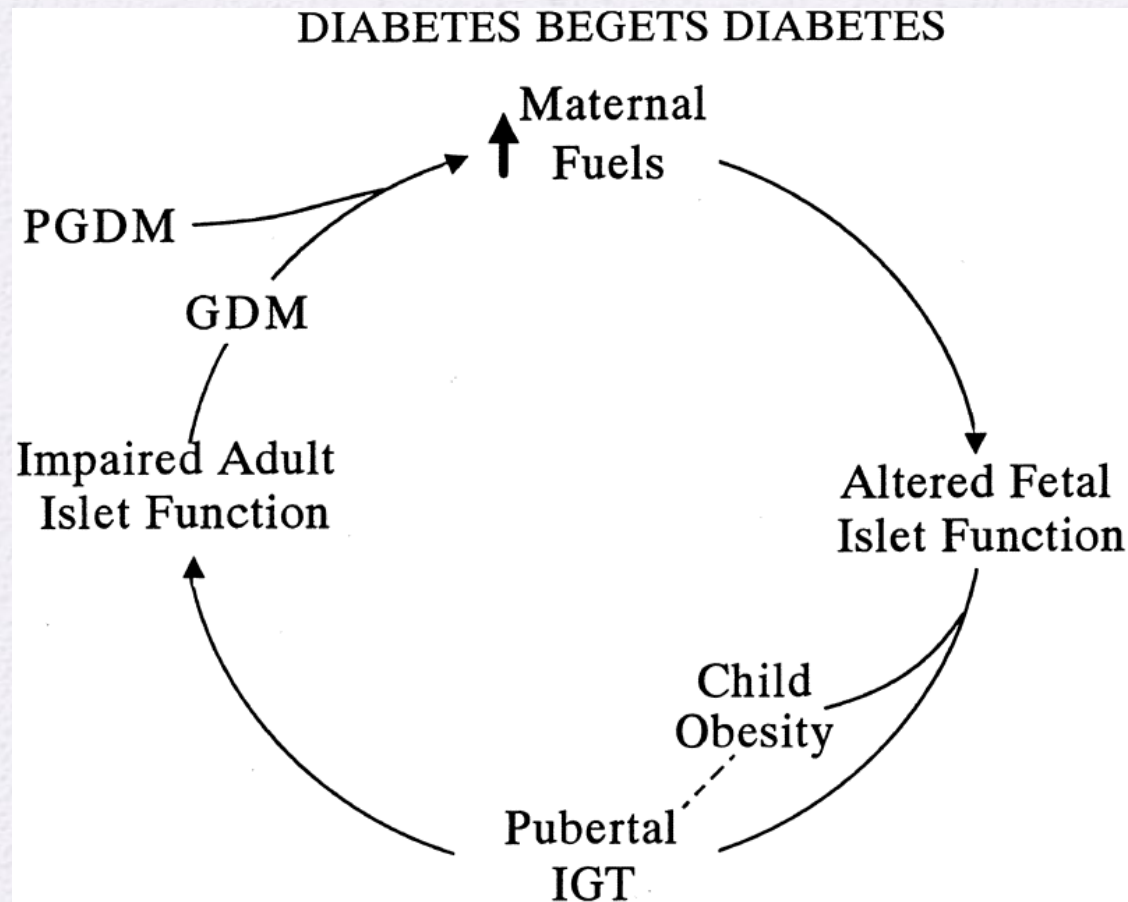 DIABETES BEGETS DIABETES
Maternal
Fuels
PGDM
GDM
Impaired Adult
Islet Function
Altered Fetal
Islet Function
Child
Obesity
Pubertal
IGT